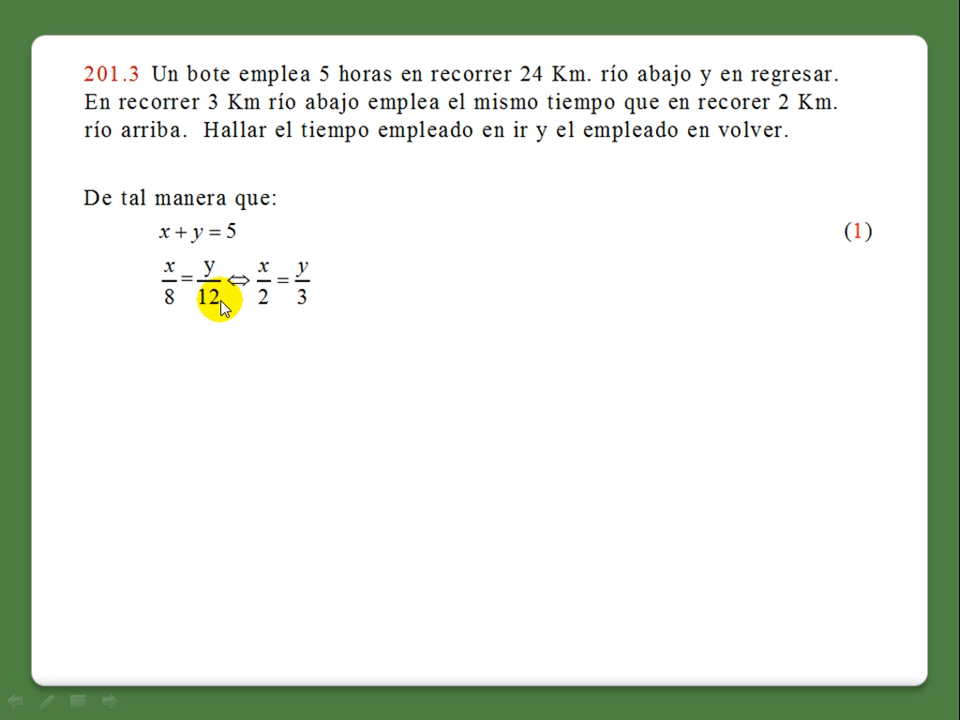 201.3 Un bote emplea 5 horas en recorrer 24 Km. río abajo y en regresar.
En recorrer 3 Km río abajo emplea el mismo tiempo que en recorer 2 Km.
río arriba. Hallar el tiempo empleado en ir y el empleado en volver.
De tal manera que:
x + y = 5 (1)
x/8 = y/12 ⇔ x/2 = y/3